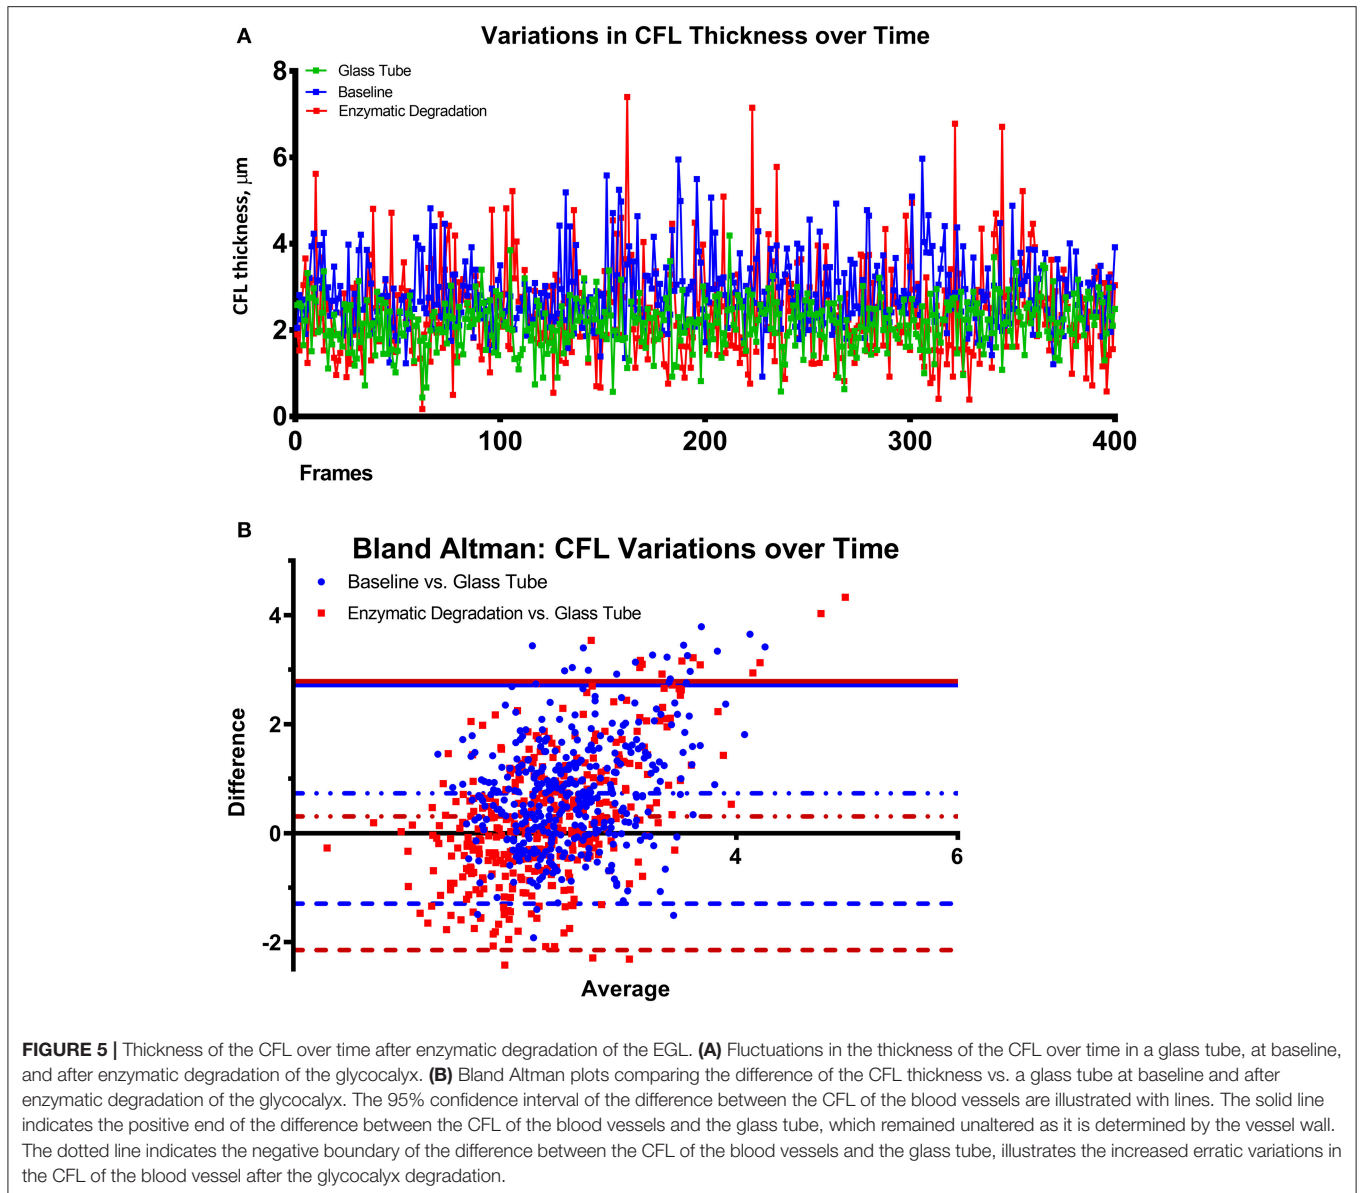 A
Variations in CFL Thickness over Time
Glass Tube
Baseline
Enzymatic Degradation
8
6
4
2
0
CFL thickness, μm
0 100 200 300 400
Frames
B
Bland Altman: CFL Variations over Time
Baseline vs. Glass Tube
Enzymatic Degradation vs. Glass Tube
4
2
0
-2
Difference
4 6
Average
FIGURE 5 | Thickness of the CFL over time after enzymatic degradation of the EGL. (A) Fluctuations in the thickness of the CFL over time in a glass tube, at baseline,
and after enzymatic degradation of the glycocalyx. (B) Bland Altman plots comparing the difference of the CFL thickness vs. a glass tube at baseline and after
enzymatic degradation of the glycocalyx. The 95% confidence interval of the difference between the CFL of the blood vessels are illustrated with lines. The solid line
indicates the positive end of the difference between the CFL of the blood vessels and the glass tube, which remained unaltered as it is determined by the vessel wall.
The dotted line indicates the negative boundary of the difference between the CFL of the blood vessels and the glass tube, illustrates the increased erratic variations in
the CFL of the blood vessel after the glycocalyx degradation.